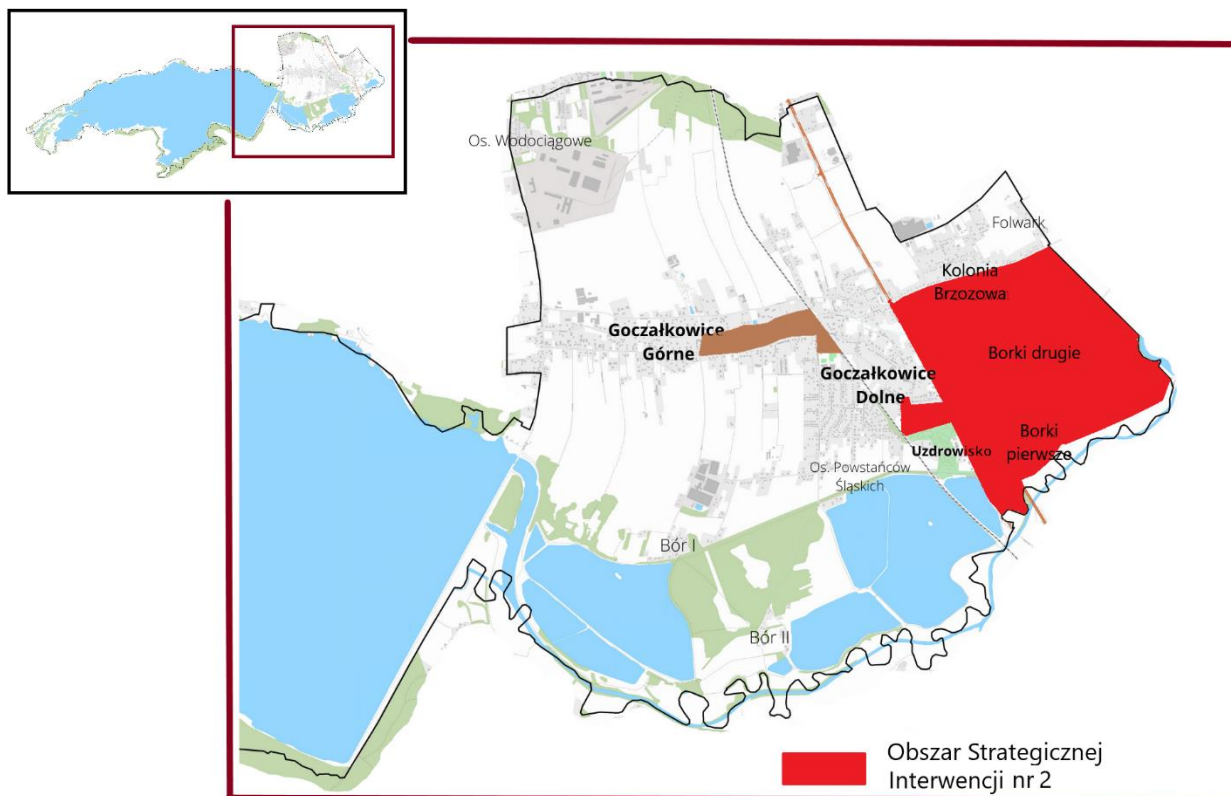 Os. Wodociągowe
Folwark
Kolonia
Brzozowa
Goczałkowice
Górne
Borki drugie
Goczałkowice
Dolne
Borki
pierwsze
Uzdrowisko
Os. Powstańców
Śląskich
Bór I
Bór II
Obszar Strategicznej
Interwencji nr 2